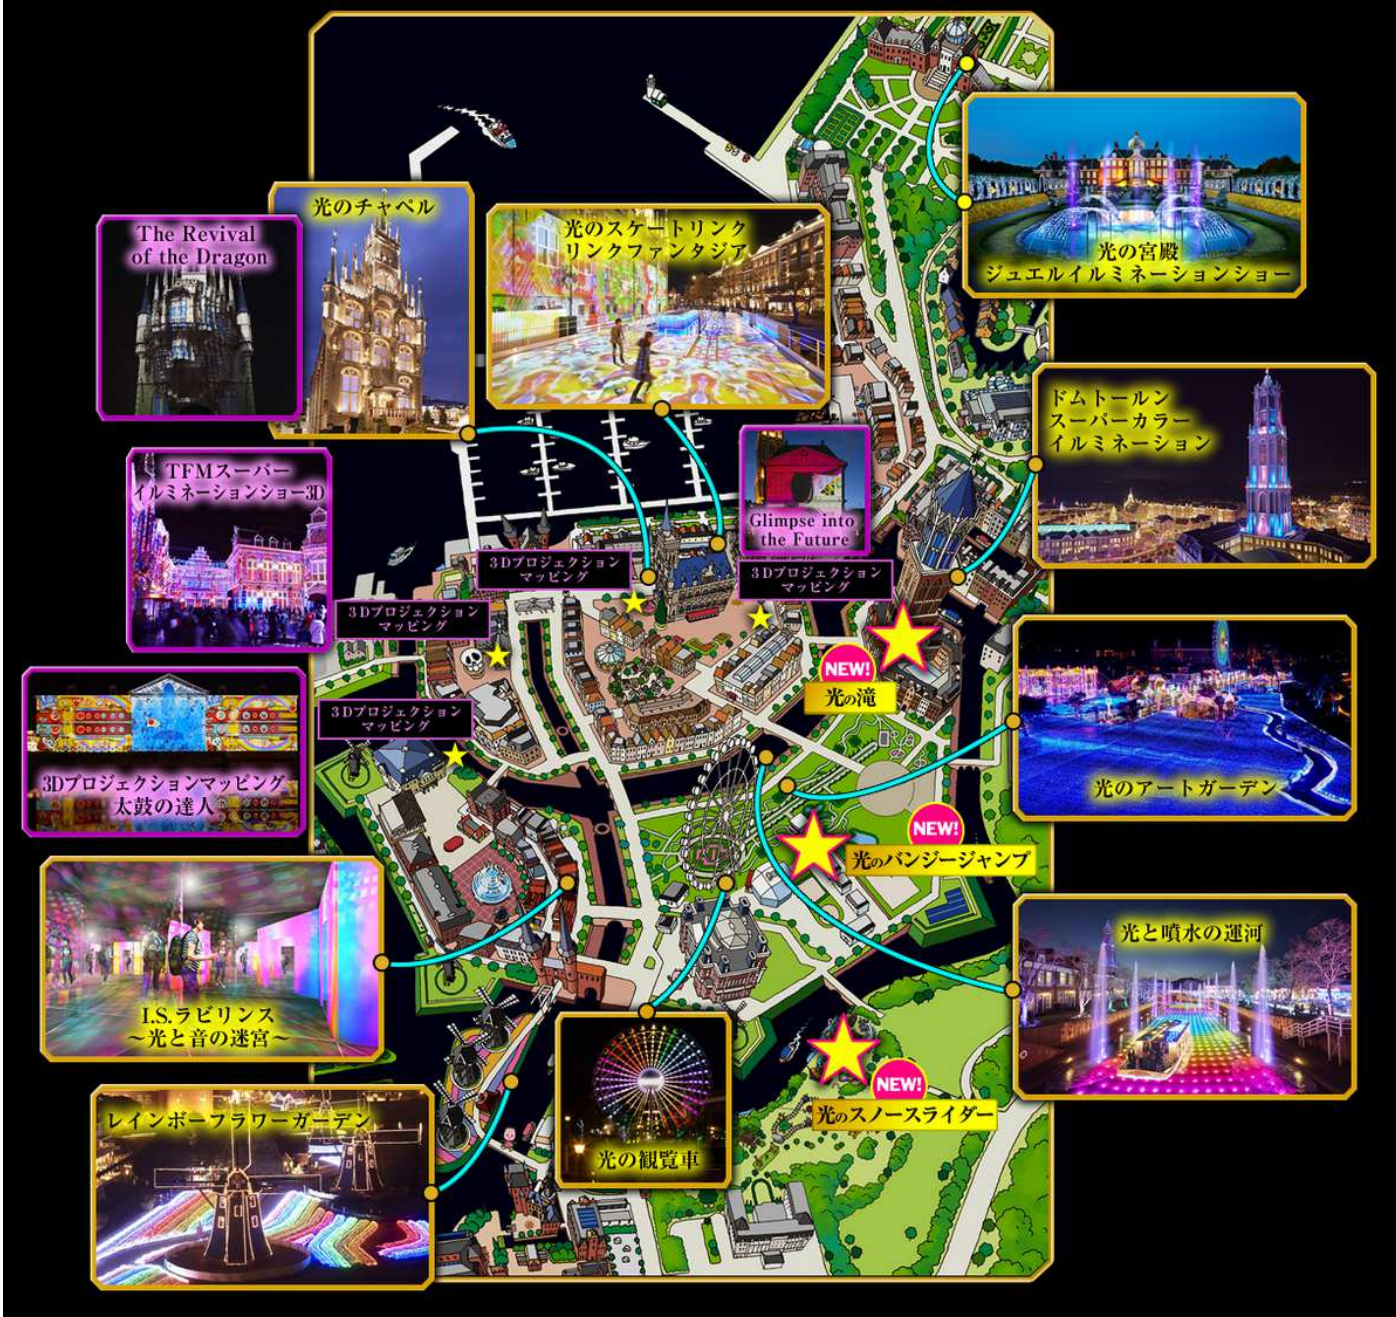 光のチャペル
The Revival
of the Dragon
光のスケートリンク
リンクファンタジア
光の宮殿
ジュエルイルミネーションショー
ドムトールン
スーパーカラー
イルミネーション
TFMスーパー
イルミネーションショー3D
Glimpse into
the Future
3Dプロジェクション
マッピング
3Dプロジェクション
マッピング
3Dプロジェクション
マッピング
3Dプロジェクション
マッピング
NEW!
光の滝
3Dプロジェクションマッピング
太鼓の達人
光のアートガーデン
NEW!
光のバンジージャンプ
I.S.ラビリンス
~光と音の迷宮~
光と噴水の運河
NEW!
光のスノースライダー
レインボーフラワーガーデン
光の観覧車